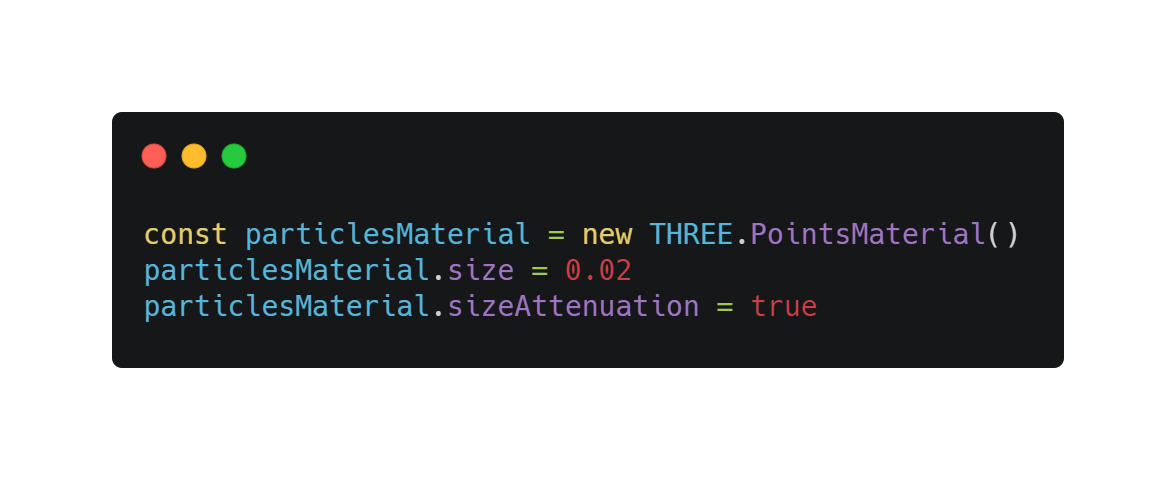 const particlesMaterial = new THREE.PointsMaterial()
particlesMaterial.size = 0.02
particlesMaterial.sizeAttenuation = true